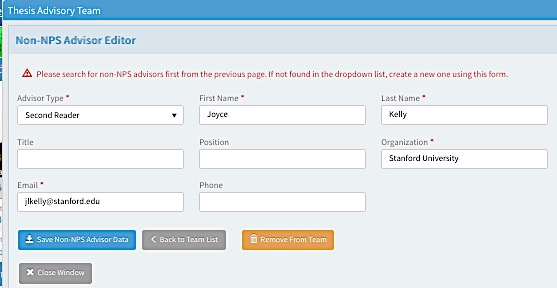 Thesis Advisory Team
Non-NPS Advisor Editor
Please search for non-NPS advisors first from the previous page. If not found in the dropdown list, create a new one using this form.
Advisor Type * First Name * Last Name *
Second Reader Joyce Kelly
Title Position Organization *
Stanford University
Email * Phone
jlkelly@stanford.edu
Save Non-NPS Advisor Data Back to Team List Remove From Team
Close Window